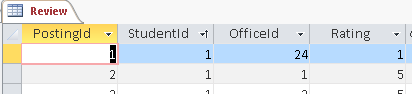 Review
PostingId StudentId OfficeId Rating
1 1 24 1
2 1 1 5